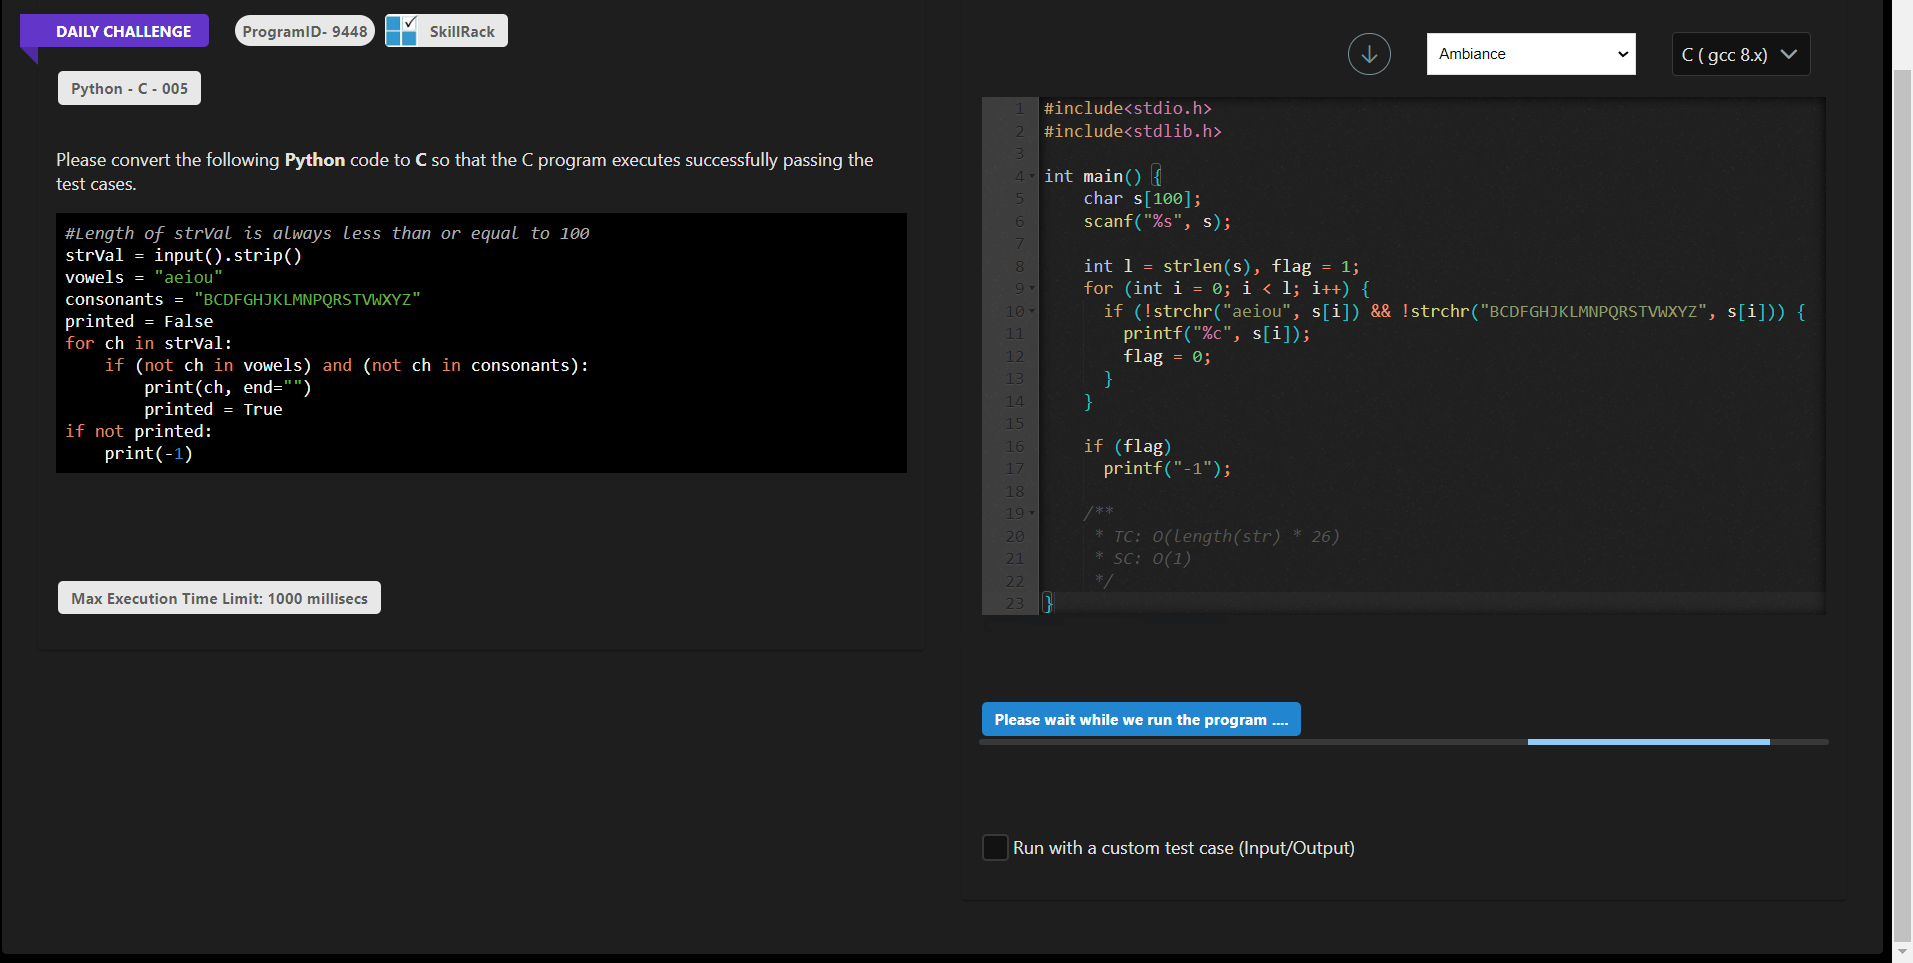 DAILY CHALLENGE
ProgramID- 9448
SkillRack
Python - C - 005
Please convert the following Python code to C so that the C program executes successfully passing the
test cases.
#Length of strVal is always less than or equal to 100
strVal = input().strip()
vowels = "aeiou"
consonants = "BCDFGHJKLMNPQRSTVWXYZ"
printed = False
for ch in strVal:
    if (not ch in vowels) and (not ch in consonants):
        print(ch, end="")
        printed = True
if not printed:
    print(-1)
Max Execution Time Limit: 1000 millisecs
Ambiance
C ( gcc 8.x)
1 #include<stdio.h>
2 #include<stdlib.h>
3
4 int main() {
5     char s[100];
6     scanf("%s", s);
7
8     int l = strlen(s), flag = 1;
9     for (int i = 0; i < l; i++) {
10       if (!strchr("aeiou", s[i]) && !strchr("BCDFGHJKLMNPQRSTVWXYZ", s[i])) {
11         printf("%c", s[i]);
12         flag = 0;
13       }
14     }
15
16     if (flag)
17       printf("-1");
18
19     /**
20      * TC: O(length(str) * 26)
21      * SC: O(1)
22      */
23 }
Please wait while we run the program ....
Run with a custom test case (Input/Output)